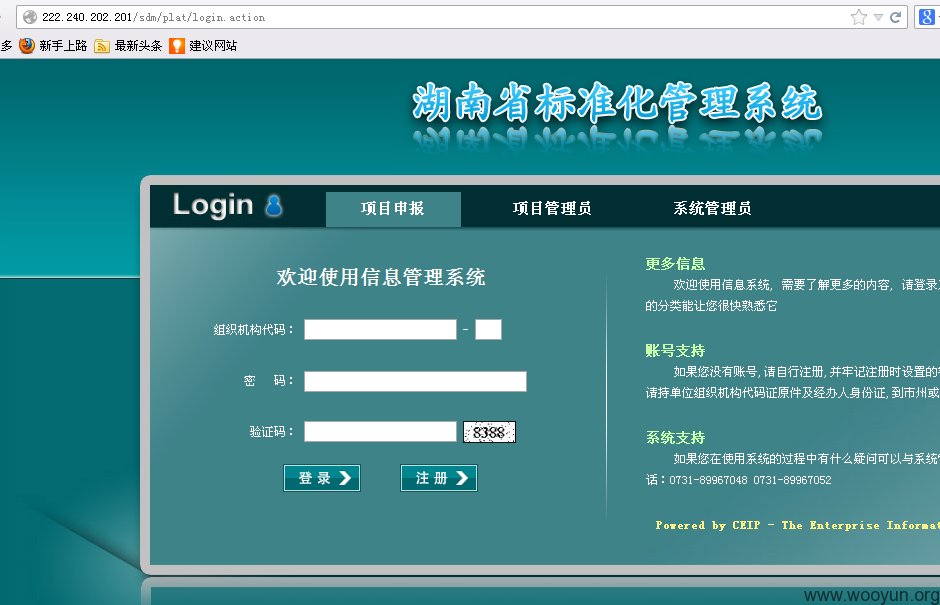 222.240.202.201/sdm/plat/login.action
多 新手上路 最新头条 建议网站
湖南省标准化管理系统
Login 项目申报 项目管理员 系统管理员
欢迎使用信息管理系统
组织机构代码： -
密 码：
验证码： 8388
登 录 注 册
更多信息
欢迎使用信息系统, 需要了解更多的内容, 请登录
的分类能让您很快熟悉它
账号支持
如果您没有账号,请自行注册,并牢记注册时设置的
请持单位组织机构代码证原件及经办人身份证,到市州或
系统支持
如果您在使用系统的过程中有什么疑问可以与系统
话：0731-89967048 0731-89967052
Powered by CEIP - The Enterprise Informat
www.wooyun.org